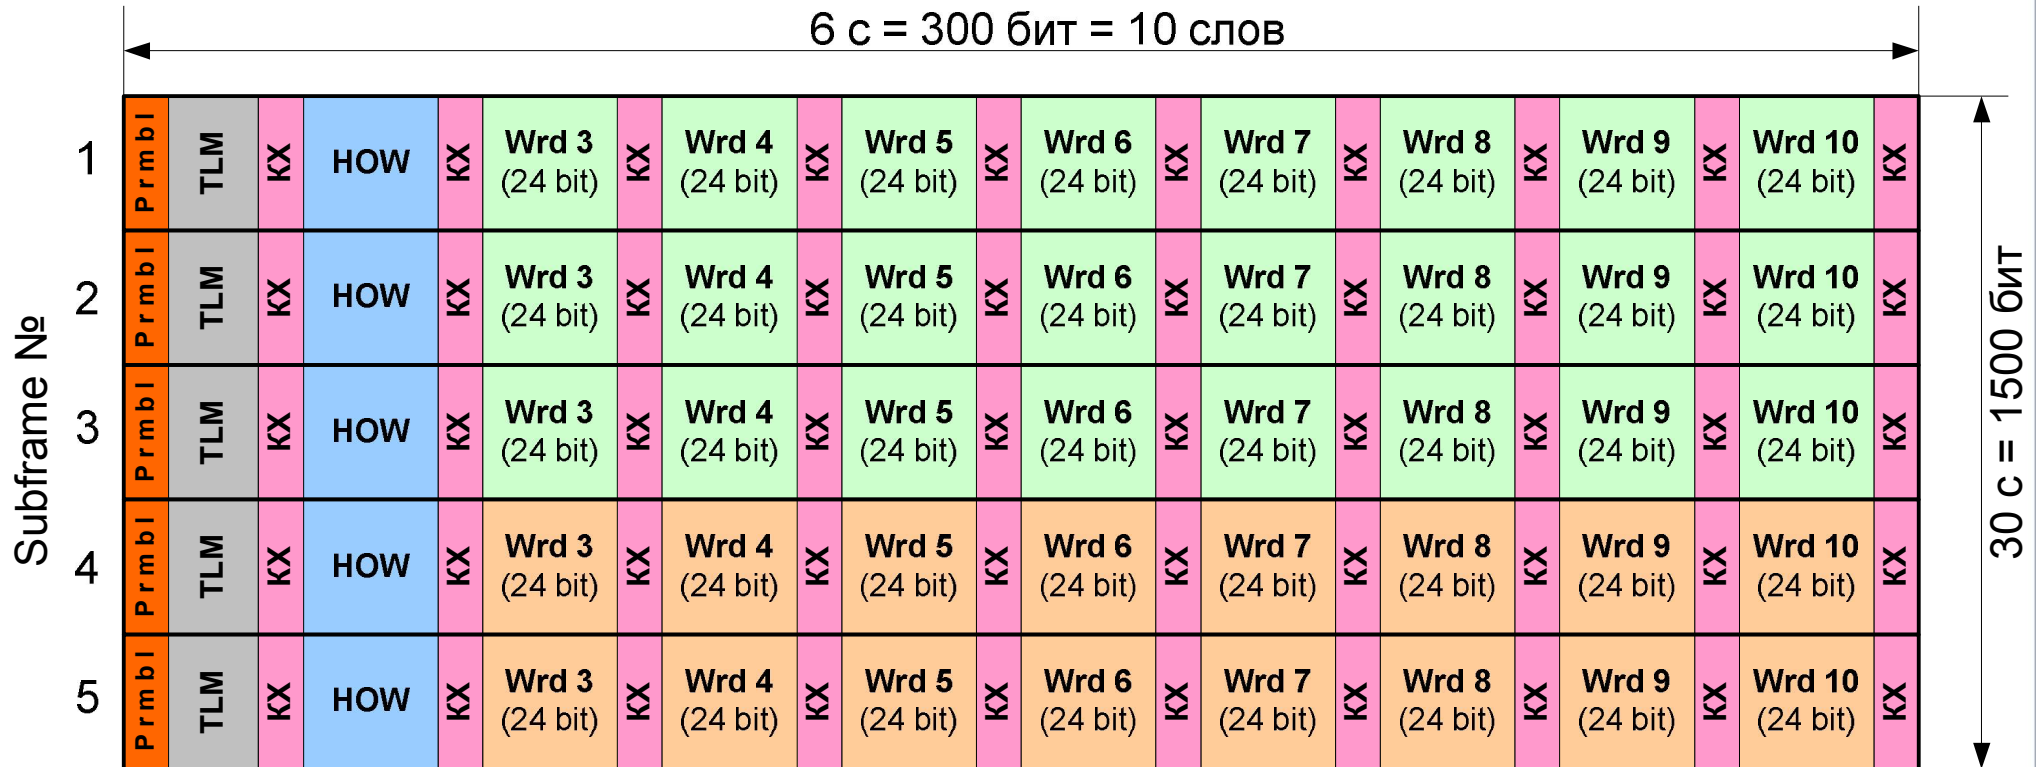 6 с = 300 бит = 10 слов
Subframe №
30 с = 1500 бит
1 Prmbl TLM КХ HOW КХ Wrd 3 КХ Wrd 4 КХ Wrd 5 КХ Wrd 6 КХ Wrd 7 КХ Wrd 8 КХ Wrd 9 КХ Wrd 10 КХ
(24 bit) (24 bit) (24 bit) (24 bit) (24 bit) (24 bit) (24 bit) (24 bit)
2 Prmbl TLM КХ HOW КХ Wrd 3 КХ Wrd 4 КХ Wrd 5 КХ Wrd 6 КХ Wrd 7 КХ Wrd 8 КХ Wrd 9 КХ Wrd 10 КХ
(24 bit) (24 bit) (24 bit) (24 bit) (24 bit) (24 bit) (24 bit) (24 bit)
3 Prmbl TLM КХ HOW КХ Wrd 3 КХ Wrd 4 КХ Wrd 5 КХ Wrd 6 КХ Wrd 7 КХ Wrd 8 КХ Wrd 9 КХ Wrd 10 КХ
(24 bit) (24 bit) (24 bit) (24 bit) (24 bit) (24 bit) (24 bit) (24 bit)
4 Prmbl TLM КХ HOW КХ Wrd 3 КХ Wrd 4 КХ Wrd 5 КХ Wrd 6 КХ Wrd 7 КХ Wrd 8 КХ Wrd 9 КХ Wrd 10 КХ
(24 bit) (24 bit) (24 bit) (24 bit) (24 bit) (24 bit) (24 bit) (24 bit)
5 Prmbl TLM КХ HOW КХ Wrd 3 КХ Wrd 4 КХ Wrd 5 КХ Wrd 6 КХ Wrd 7 КХ Wrd 8 КХ Wrd 9 КХ Wrd 10 КХ
(24 bit) (24 bit) (24 bit) (24 bit) (24 bit) (24 bit) (24 bit) (24 bit)